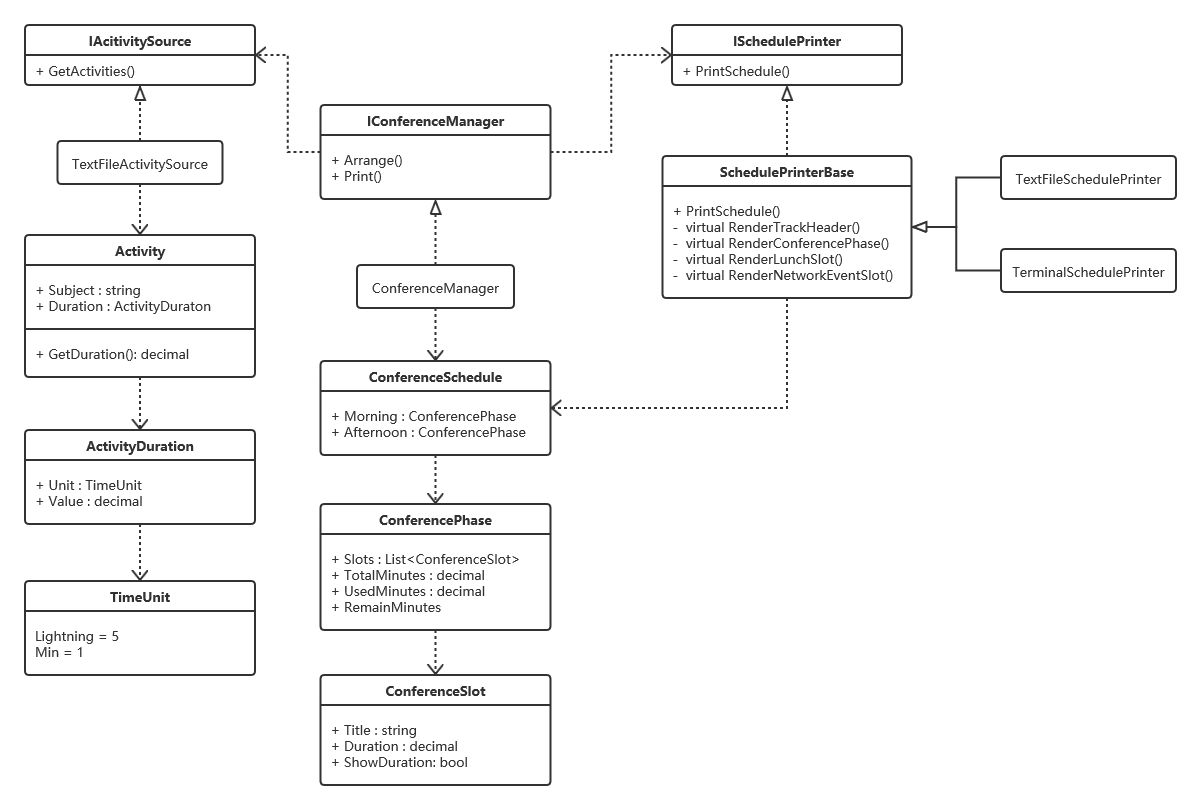 IAcitivitySource
+ GetActivities()
TextFileActivitySource
Activity
+ Subject : string
+ Duration : ActivityDuraton
+ GetDuration(): decimal
ActivityDuration
+ Unit : TimeUnit
+ Value : decimal
TimeUnit
Lightning = 5
Min = 1
IConferenceManager
+ Arrange()
+ Print()
ConferenceManager
ConferenceSchedule
+ Morning : ConferencePhase
+ Afternoon : ConferencePhase
ConferencePhase
+ Slots : List<ConferenceSlot>
+ TotalMinutes : decimal
+ UsedMinutes : decimal
+ RemainMinutes
ConferenceSlot
+ Title : string
+ Duration : decimal
+ ShowDuration: bool
ISchedulePrinter
+ PrintSchedule()
SchedulePrinterBase
+ PrintSchedule()
- virtual RenderTrackHeader()
- virtual RenderConferencePhase()
- virtual RenderLunchSlot()
- virtual RenderNetworkEventSlot()
TextFileSchedulePrinter
TerminalSchedulePrinter